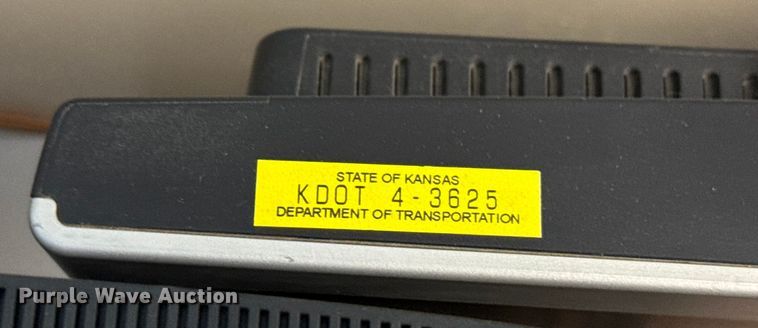 STATE OF KANSAS
KDOT 4-3625
DEPARTMENT OF TRANSPORTATION
Purple Wave Auction